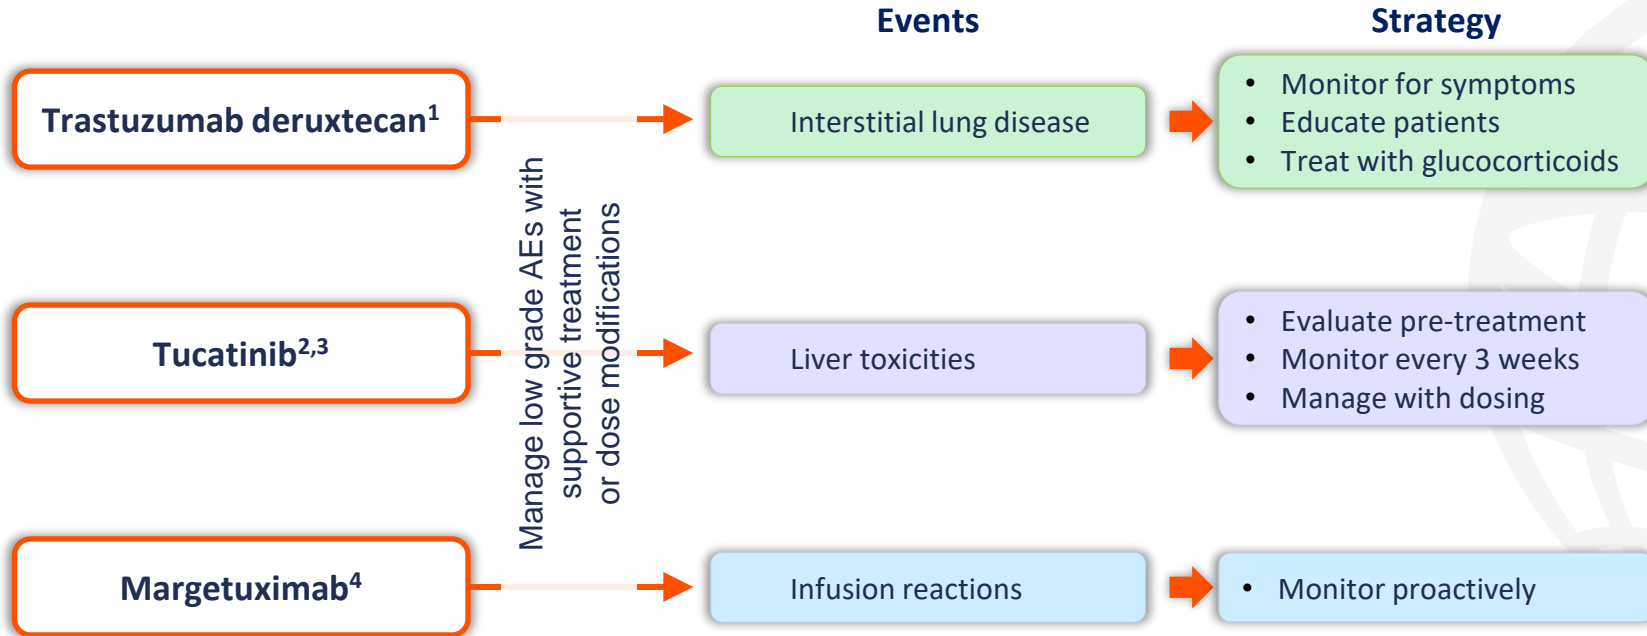 Events
Strategy
Trastuzumab deruxtecan1
Interstitial lung disease
• Monitor for symptoms
• Educate patients
• Treat with glucocorticoids
Manage low grade AEs with
supportive treatment
or dose modifications
Tucatinib2,3
Liver toxicities
• Evaluate pre-treatment
• Monitor every 3 weeks
• Manage with dosing
Margetuximab4
Infusion reactions
• Monitor proactively